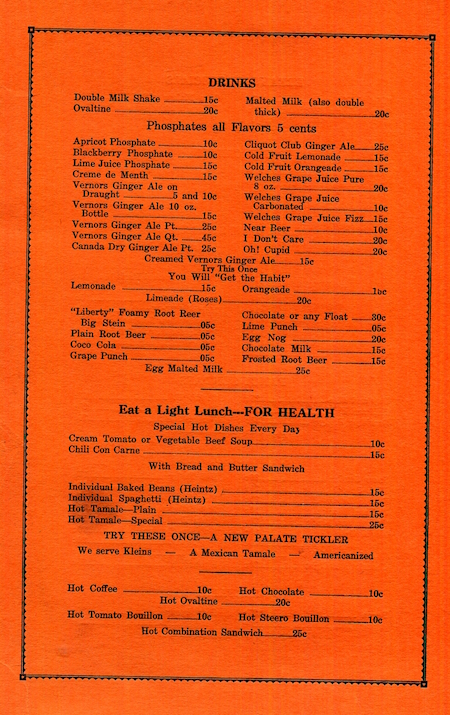 DRINKS
Double Milk Shake 15c
Ovaltine 20c
Malted Milk (also double
thick) 20c
Phosphates all Flavors 5 cents
Apricot Phosphate 10c
Blackberry Phosphate 10c
Lime Juice Phosphate 15c
Creme de Menth 15c
Vernors Ginger Ale on
Draught 5 and 10c
Vernors Ginger Ale 10 oz.
Bottle 15c
Vernors Ginger Ale Pt. 25c
Vernors Ginger Ale Qt. 45c
Canada Dry Ginger Ale Pt. 25c
Cliquot Club Ginger Ale 25c
Cold Fruit Lemonade 15c
Cold Fruit Orangeade 15c
Welches Grape Juice Pure
8 oz. 20c
Welches Grape Juice
Carbonated 10c
Welches Grape Juice Fizz 15c
Near Beer 10c
I Don't Care 20c
Oh! Cupid 20c
Creamed Vernors Ginger Ale 15c
Try This Once
You Will "Get the Habit"
Lemonade 15c
Orangeade 15c
Limeade (Roses) 20c
"Liberty" Foamy Root Reer
Big Stein .05c
Plain Root Beer .05c
Coco Cola .05c
Grape Punch .05c
Chocolate or any Float 30c
Lime Punch .05c
Egg Nog 20c
Chocolate Milk 15c
Frosted Root Beer 15c
Egg Malted Milk 25c
Eat a Light Lunch---FOR HEALTH
Special Hot Dishes Every Day
Cream Tomato or Vegetable Beef Soup 10c
Chili Con Carne 15c
With Bread and Butter Sandwich
Individual Baked Beans (Heintz) 15c
Individual Spaghetti (Heintz) 15c
Hot Tamale—Plain 15c
Hot Tamale—Special 25c
TRY THESE ONCE—A NEW PALATE TICKLER
We serve Kleins — A Mexican Tamale — Americanized
Hot Coffee 10c
Hot Chocolate 10c
Hot Ovaltine 20c
Hot Tomato Bouillon 10c
Hot Steero Bouillon 10c
Hot Combination Sandwich 25c